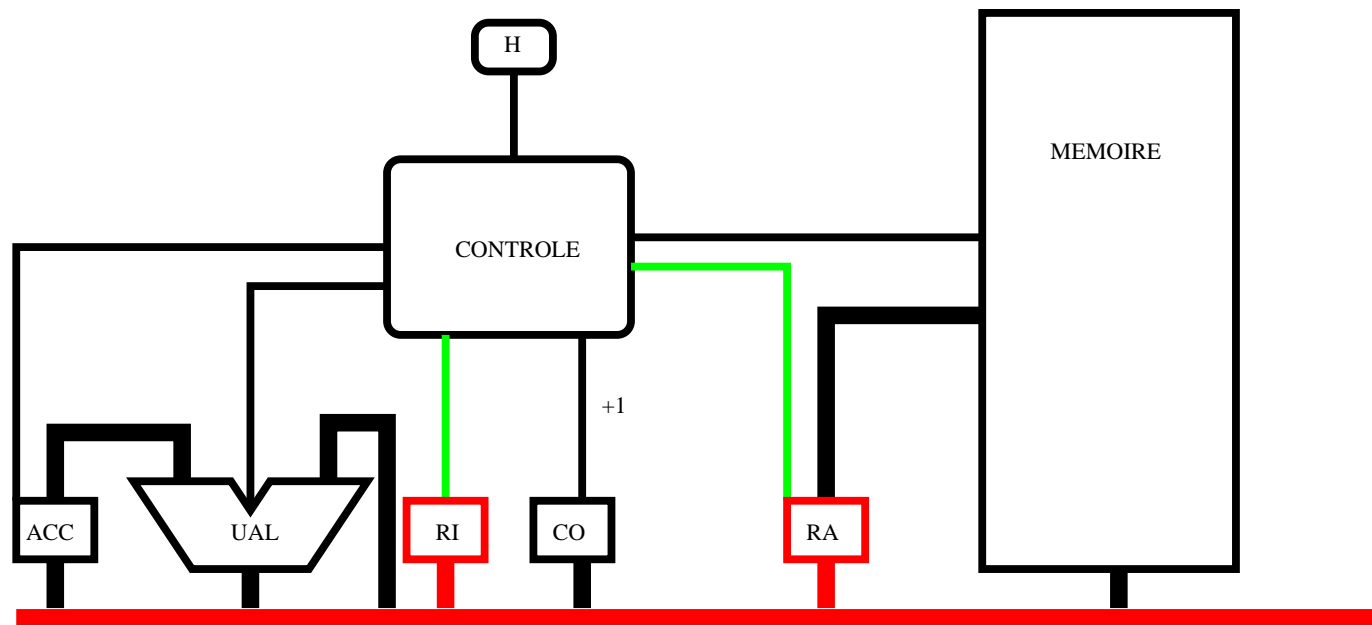 H
MEMOIRE
CONTROLE
+1
ACC
UAL
RI
CO
RA